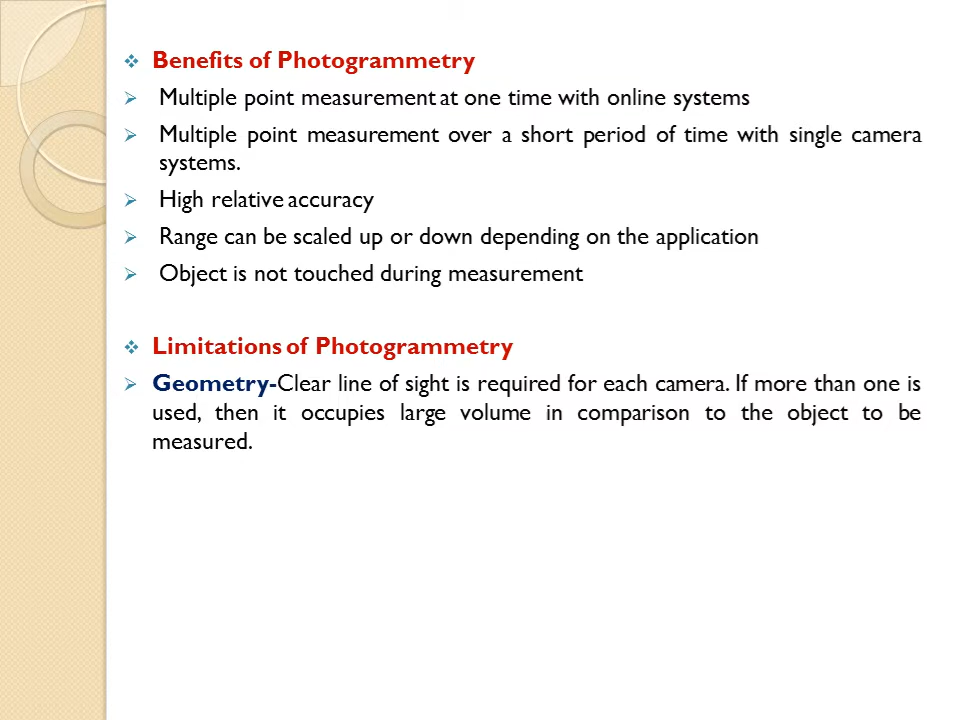 Benefits of Photogrammetry
Multiple point measurement at one time with online systems
Multiple point measurement over a short period of time with single camera
systems.
High relative accuracy
Range can be scaled up or down depending on the application
Object is not touched during measurement
Limitations of Photogrammetry
Geometry-Clear line of sight is required for each camera. If more than one is
used, then it occupies large volume in comparison to the object to be
measured.